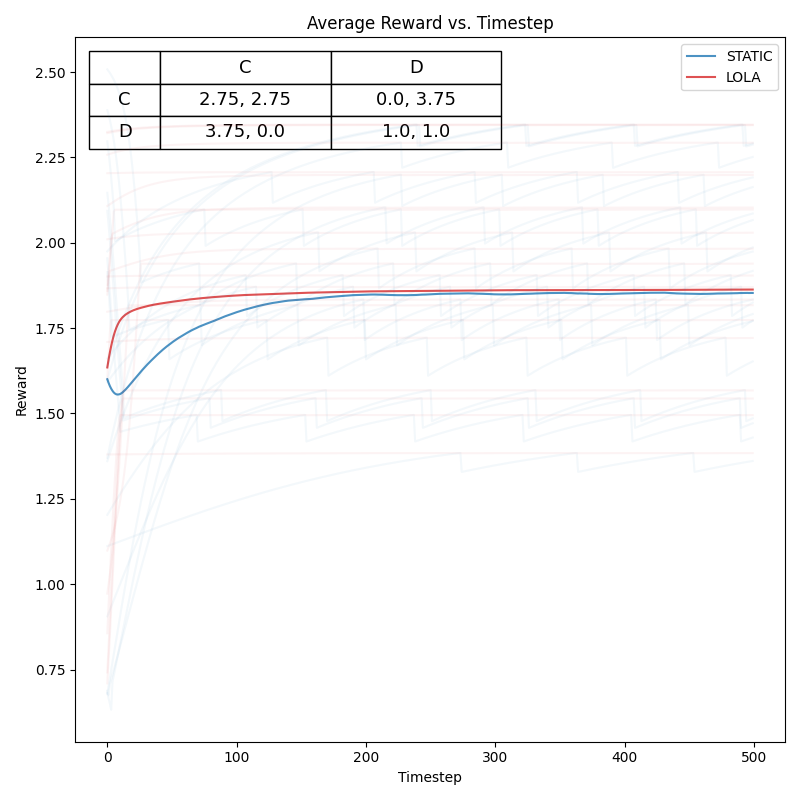 Average Reward vs. Timestep
C D
C 2.75, 2.75 0.0, 3.75
D 3.75, 0.0 1.0, 1.0
STATIC
LOLA
Reward
2.50
2.25
2.00
1.75
1.50
1.25
1.00
0.75
0 100 200 300 400 500
Timestep